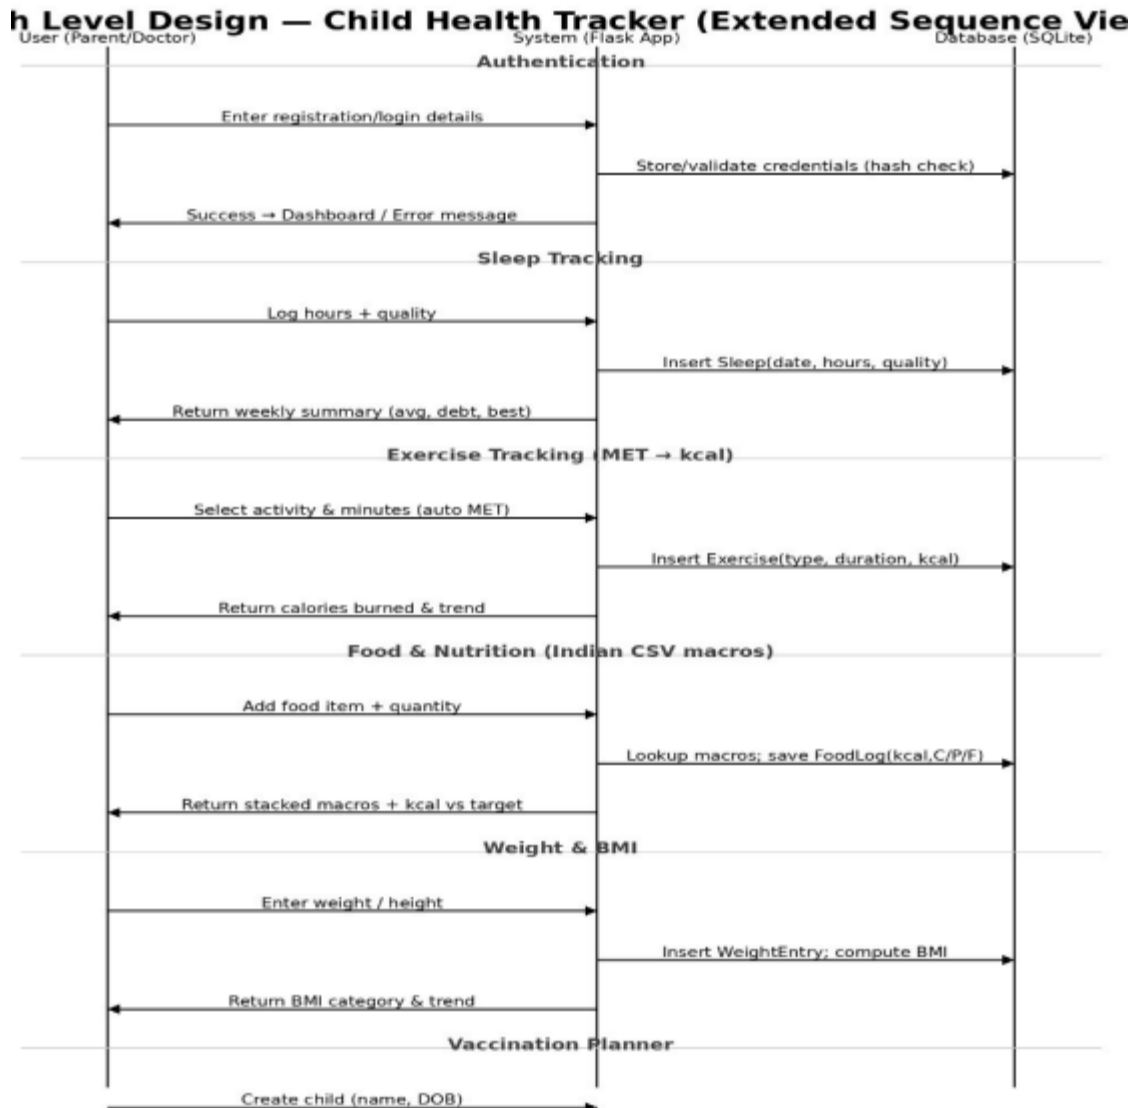 h Level Design — Child Health Tracker (Extended Sequence Vie
User (Parent/Doctor) System (Flask App) Database (SQLite)
Authentication
Enter registration/login details
Store/validate credentials (hash check)
Success → Dashboard / Error message
Sleep Tracking
Log hours + quality
Insert Sleep(date, hours, quality)
Return weekly summary (avg, debt, best)
Exercise Tracking (MET → kcal)
Select activity & minutes (auto MET)
Insert Exercise(type, duration, kcal)
Return calories burned & trend
Food & Nutrition (Indian CSV macros)
Add food item + quantity
Lookup macros; save FoodLog(kcal,C/P/F)
Return stacked macros + kcal vs target
Weight & BMI
Enter weight / height
Insert WeightEntry; compute BMI
Return BMI category & trend
Vaccination Planner
Create child (name, DOB)